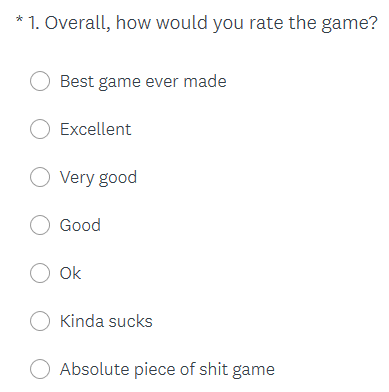 * 1. Overall, how would you rate the game?
Best game ever made
Excellent
Very good
Good
Ok
Kinda sucks
Absolute piece of shit game